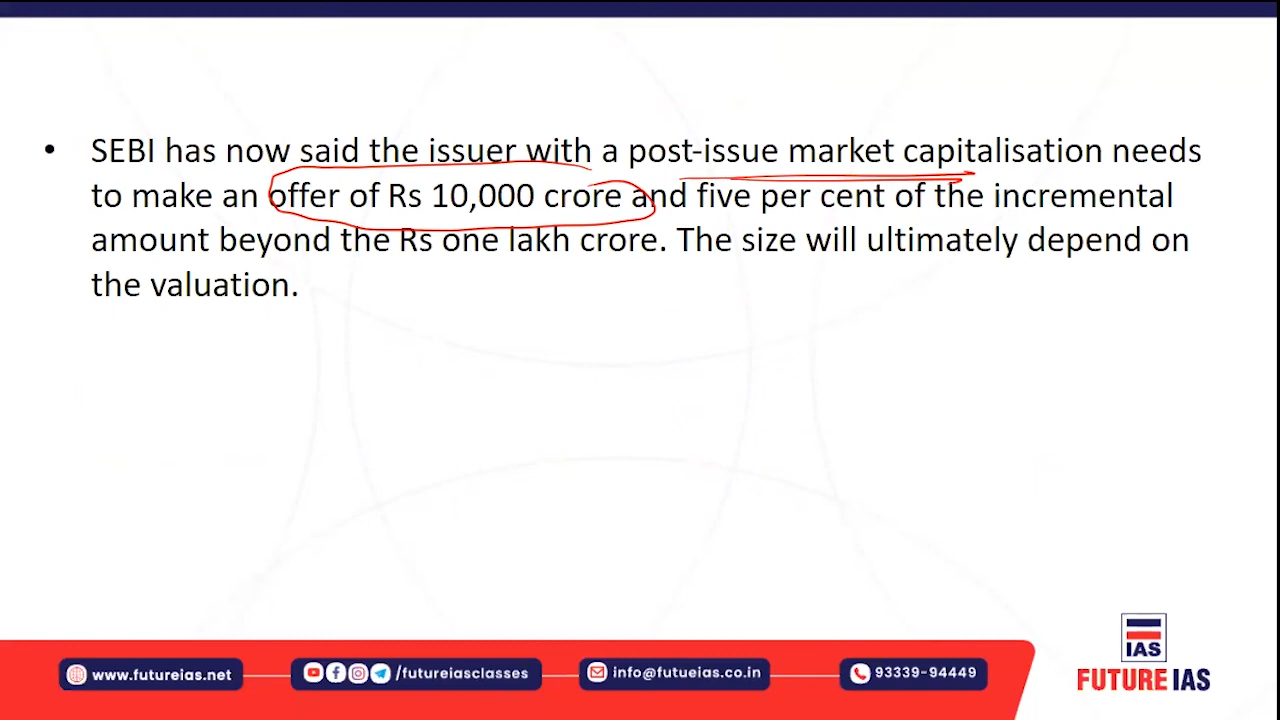 • SEBI has now said the issuer with a post-issue market capitalisation needs
to make an offer of Rs 10,000 crore and five per cent of the incremental
amount beyond the Rs one lakh crore. The size will ultimately depend on
the valuation.
IAS
FUTURE IAS
www.futureias.net
/futureiasclasses
info@futueias.co.in
93339-94449